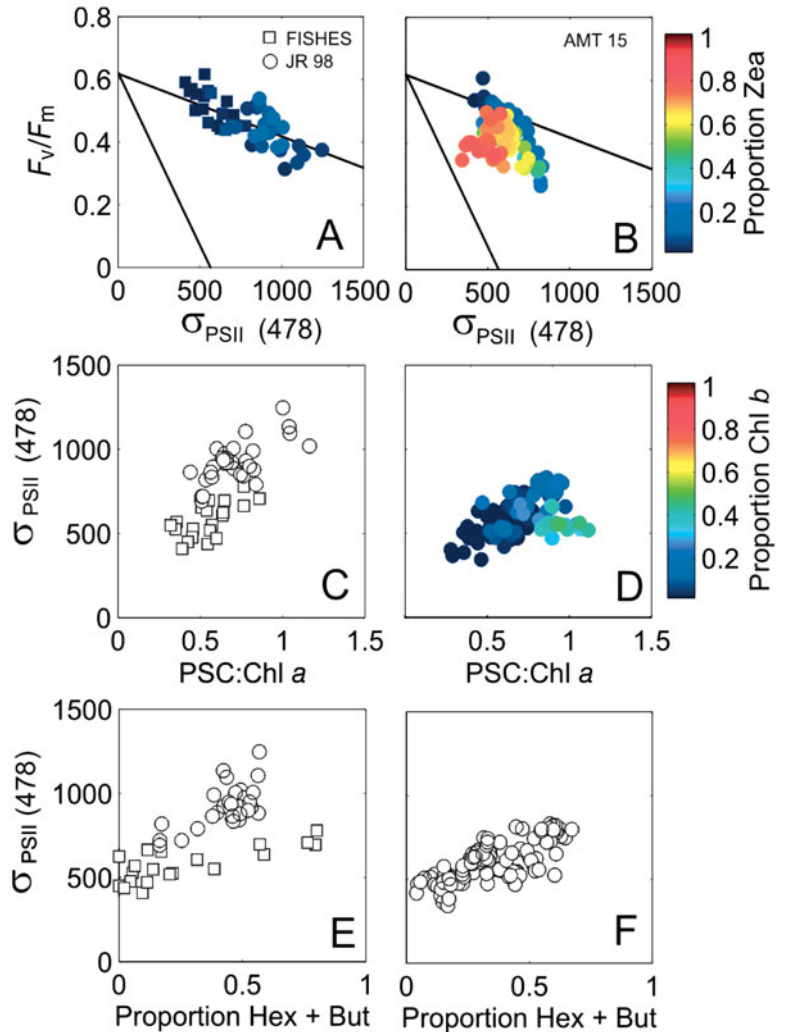 FISHES
JR 98
0.8
0.6
0.4
0.2
0
Fv/Fm
A
0 500 1000 1500
σPSII (478)
AMT 15
B
0 500 1000 1500
σPSII (478)
1
0.8
0.6
0.4
0.2
Proportion Zea
1500
1000
500
0
σPSII (478)
C
0 0.5 1 1.5
PSC:Chl a
D
0 0.5 1 1.5
PSC:Chl a
1
0.8
0.6
0.4
0.2
Proportion Chl b
1500
1000
500
0
σPSII (478)
E
0 0.5 1
Proportion Hex + But
F
0 0.5 1
Proportion Hex + But